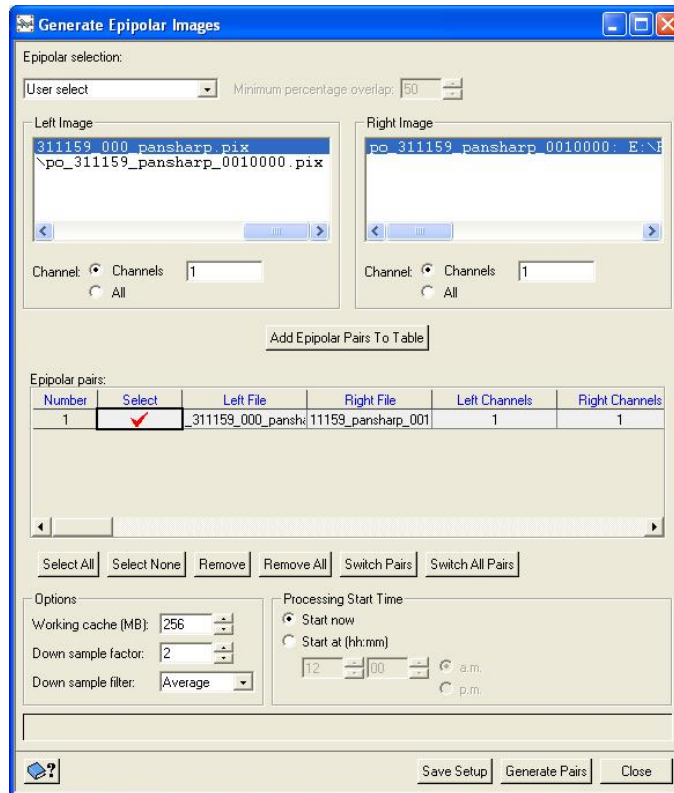 Generate Epipolar Images
Epipolar selection:
User select Minimum percentage overlap: 50
Left Image Right Image
311159_000_pansharp.pix po_311159_pansharp_0010000: E:\F
\po_311159_pansharp_0010000.pix
Channel: Channels 1 Channel: Channels 1
All All
Add Epipolar Pairs To Table
Epipolar pairs:
Number Select Left File Right File Left Channels Right Channels
1 _311159_000_pansha 11159_pansharp_001 1 1
Select All Select None Remove Remove All Switch Pairs Switch All Pairs
Options Processing Start Time
Working cache (MB): 256 Start now
Down sample factor: 2 Start at (hh:mm)
12 00 a.m.
Down sample filter: Average p.m.
? Save Setup Generate Pairs Close